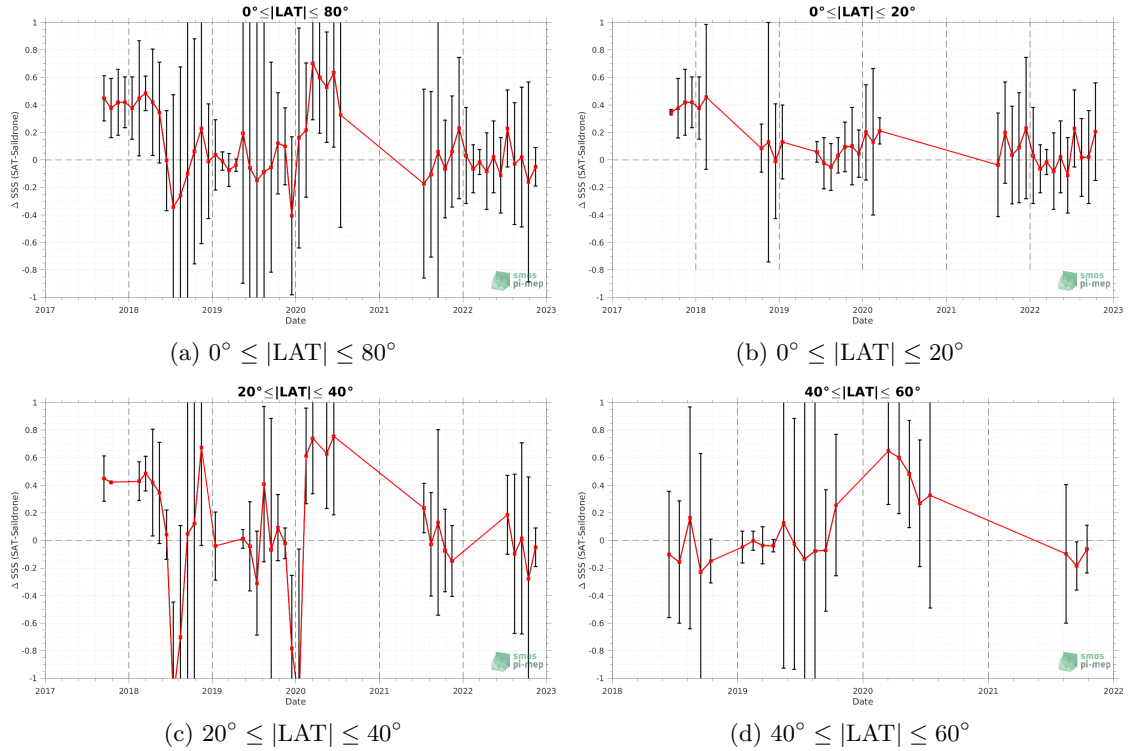 0°≤|LAT|≤ 80°
Δ SSS (SAT-Saildrone)
1
0.8
0.6
0.4
0.2
0
-0.2
-0.4
-0.6
-0.8
-1
2017 2018 2019 2020 2021 2022 2023
Date
smos
pi-mep
(a) 0° ≤ |LAT| ≤ 80°
0°≤|LAT|≤ 20°
Δ SSS (SAT-Saildrone)
1
0.8
0.6
0.4
0.2
0
-0.2
-0.4
-0.6
-0.8
-1
2017 2018 2019 2020 2021 2022 2023
Date
smos
pi-mep
(b) 0° ≤ |LAT| ≤ 20°
20°≤|LAT|≤ 40°
Δ SSS (SAT-Saildrone)
1
0.8
0.6
0.4
0.2
0
-0.2
-0.4
-0.6
-0.8
-1
2017 2018 2019 2020 2021 2022 2023
Date
smos
pi-mep
(c) 20° ≤ |LAT| ≤ 40°
40°≤|LAT|≤ 60°
Δ SSS (SAT-Saildrone)
1
0.8
0.6
0.4
0.2
0
-0.2
-0.4
-0.6
-0.8
-1
2018 2019 2020 2021 2022
Date
smos
pi-mep
(d) 40° ≤ |LAT| ≤ 60°